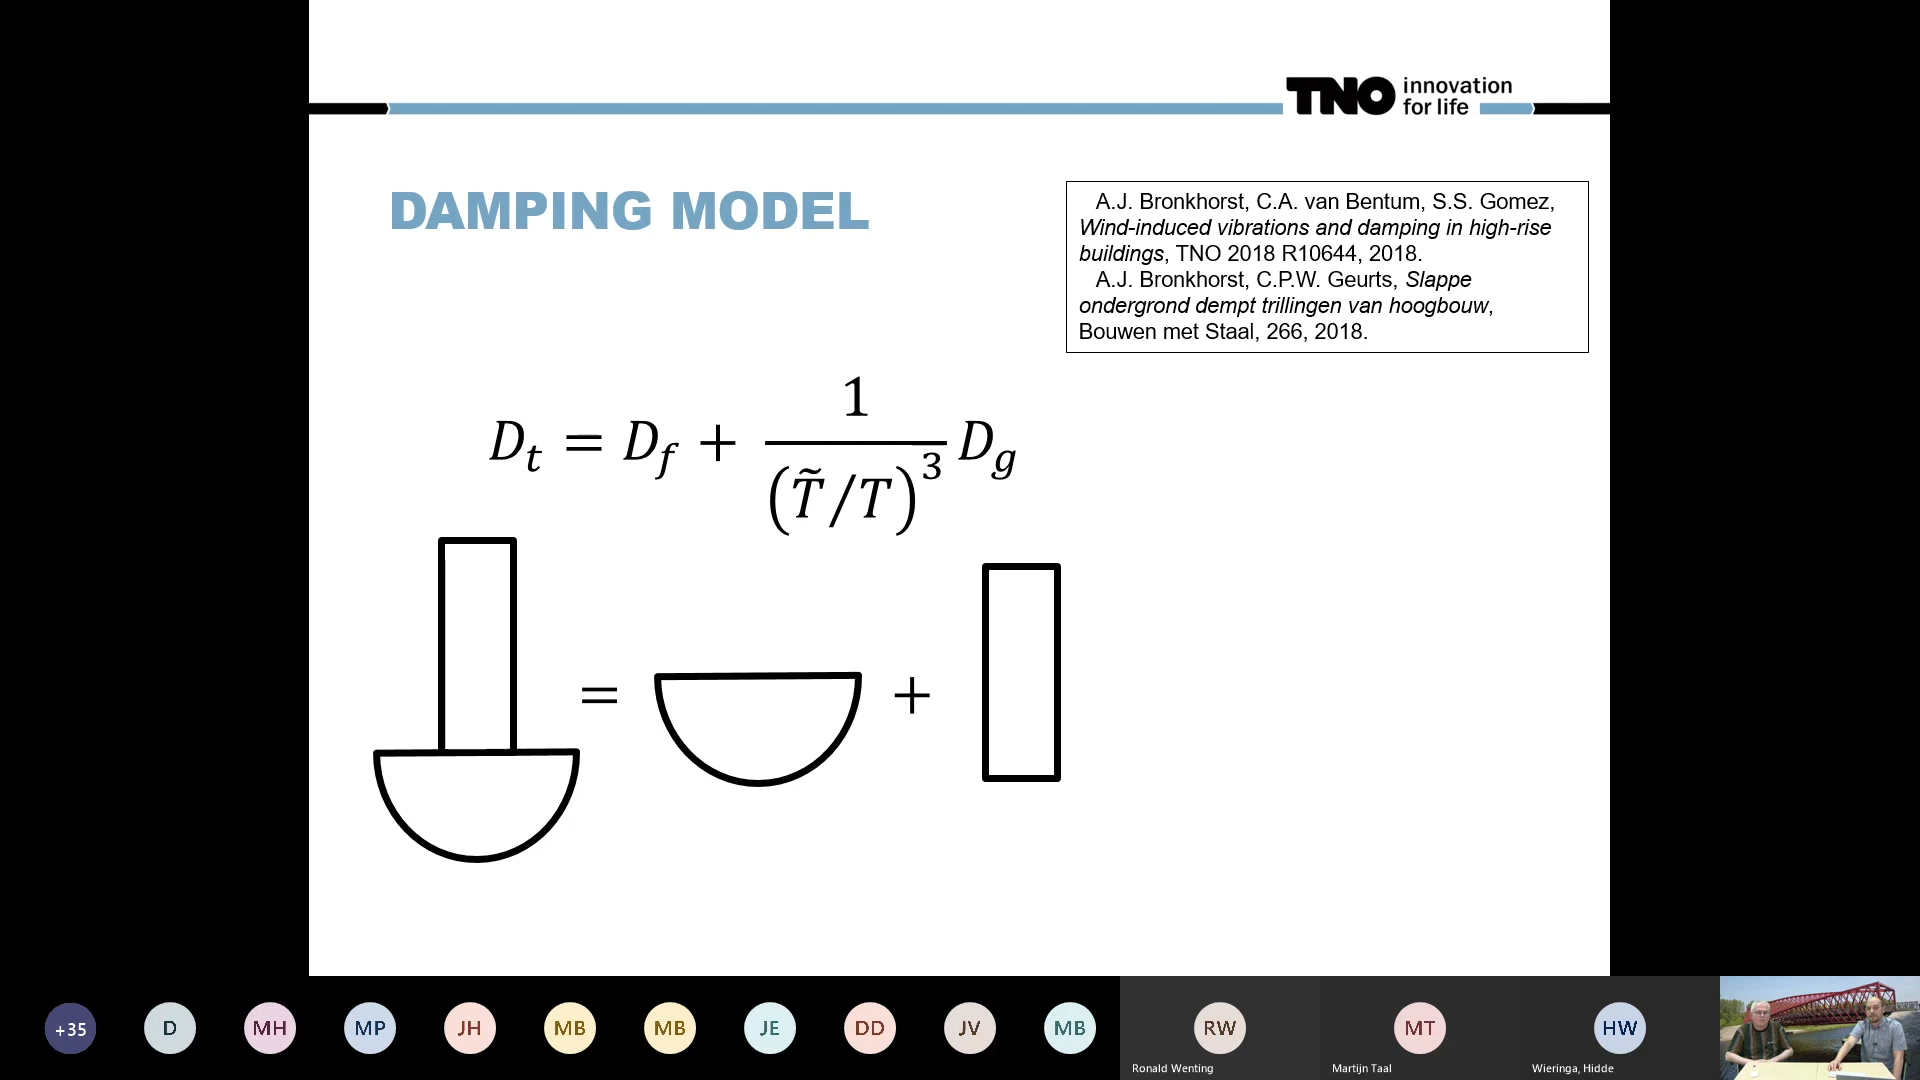 TNO innovation
for life
DAMPING MODEL
A.J. Bronkhorst, C.A. van Bentum, S.S. Gomez,
Wind-induced vibrations and damping in high-rise
buildings, TNO 2018 R10644, 2018.
A.J. Bronkhorst, C.P.W. Geurts, Slappe
ondergrond dempt trillingen van hoogbouw,
Bouwen met Staal, 266, 2018.
D_t = D_f + 1/(T̃/T)^3 D_g
= +
+35 D MH MP JH MB MB JE DD JV MB RW MT HW
Ronald Wenting Martijn Taal Wieringa, Hidde